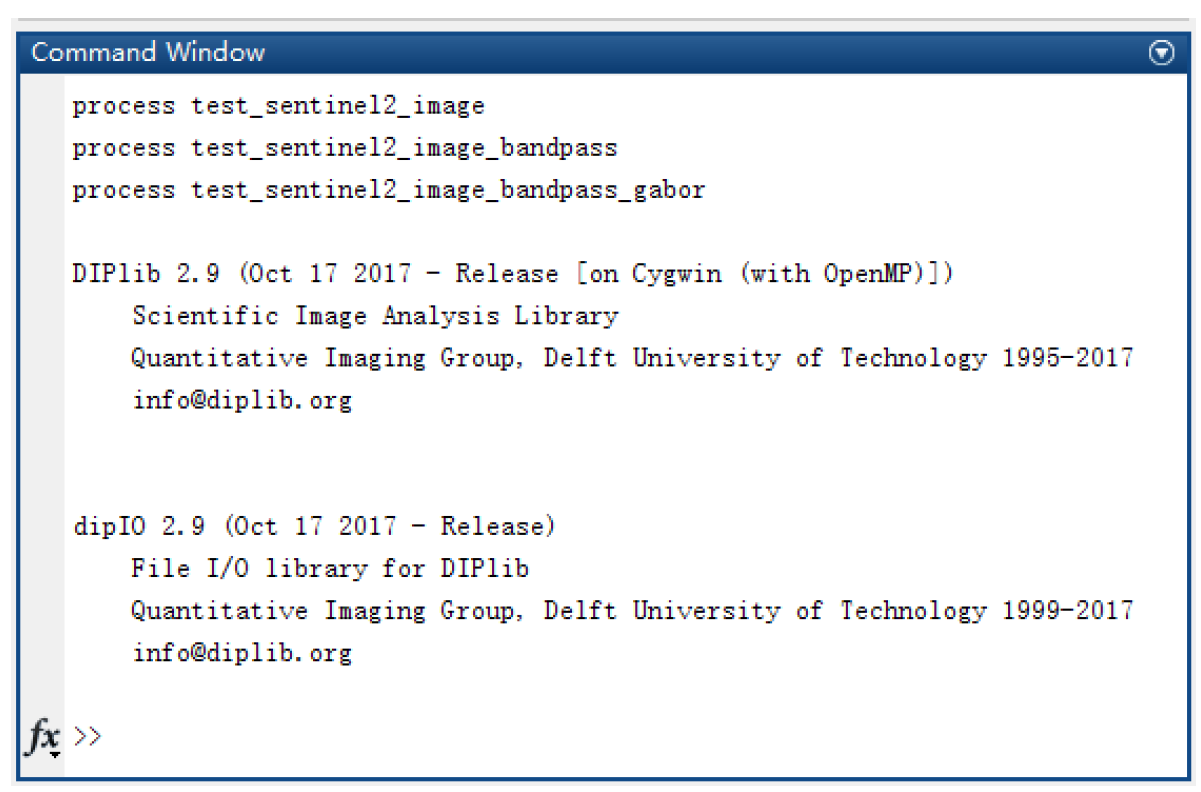 Command Window
process test_sentinel2_image
process test_sentinel2_image_bandpass
process test_sentinel2_image_bandpass_gabor
DIPlib 2.9 (Oct 17 2017 - Release [on Cygwin (with OpenMP)])
Scientific Image Analysis Library
Quantitative Imaging Group, Delft University of Technology 1995-2017
info@diplib.org
dipIO 2.9 (Oct 17 2017 - Release)
File I/O library for DIPlib
Quantitative Imaging Group, Delft University of Technology 1999-2017
info@diplib.org
fx >>